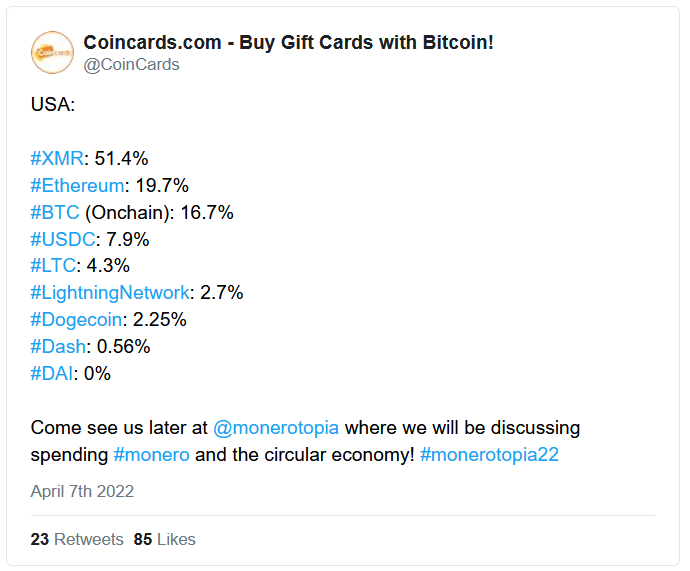 Coincards.com - Buy Gift Cards with Bitcoin!
@CoinCards
USA:
#XMR: 51.4%
#Ethereum: 19.7%
#BTC (Onchain): 16.7%
#USDC: 7.9%
#LTC: 4.3%
#LightningNetwork: 2.7%
#Dogecoin: 2.25%
#Dash: 0.56%
#DAI: 0%
Come see us later at @monerotopia where we will be discussing
spending #monero and the circular economy! #monerotopia22
April 7th 2022
23 Retweets 85 Likes